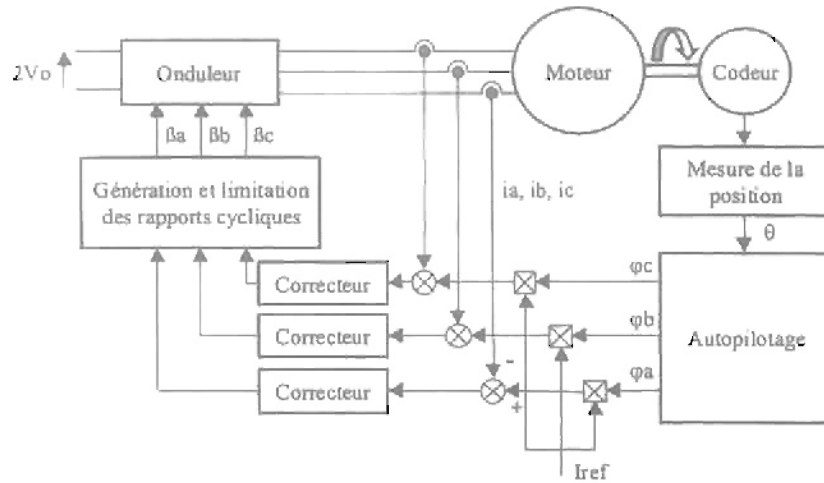 2VD
Onduleur
Moteur
Codeur
βa
βb
βc
Génération et limitation
des rapports cycliques
ia, ib, ic
Mesure de la
position
θ
Correcteur
φc
Correcteur
φb
Autopilotage
Correcteur
φa
-
+
Iref